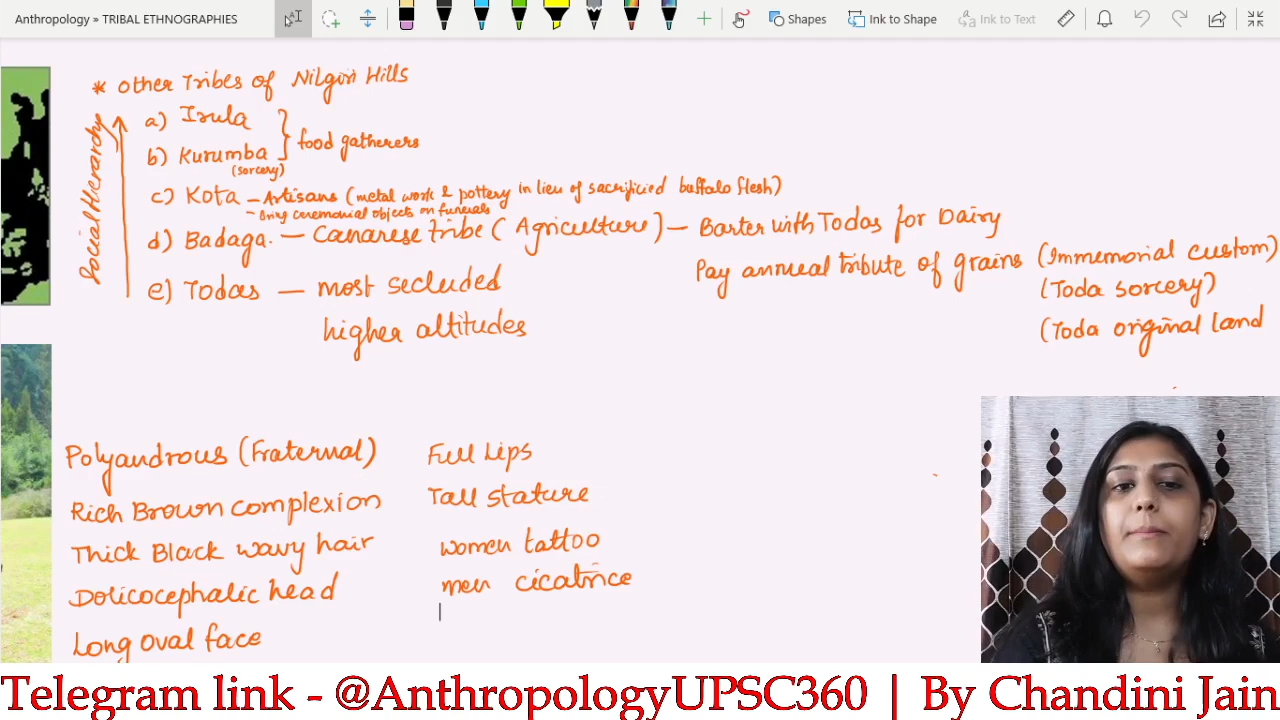 Anthropology » TRIBAL ETHNOGRAPHIES
Shapes
Ink to Shape
Ink to Text
* Other Tribes of Nilgiri Hills
Social Hierarchy
a) Irula
b) Kurumba
(sorcery)
food gatherers
c) Kota - Artisans (metal work & pottery in lieu of sacrificied buffalo flesh)
- Bring ceremonial objects on funerals
d) Badaga. - Canarese tribe (Agriculture) - Barter with Todas for Dairy
Pay annual tribute of grains (Immemorial custom)
(Toda sorcery)
(Toda original land
e) Todas - most secluded
higher altitudes
Polyandrous (Fraternal)
Rich Brown complexion
Thick Black wavy hair
Dolicocephalic head
Long oval face
Full Lips
Tall stature
women tattoo
men cicatrice
Telegram link - @AnthropologyUPSC360 | By Chandini Jain